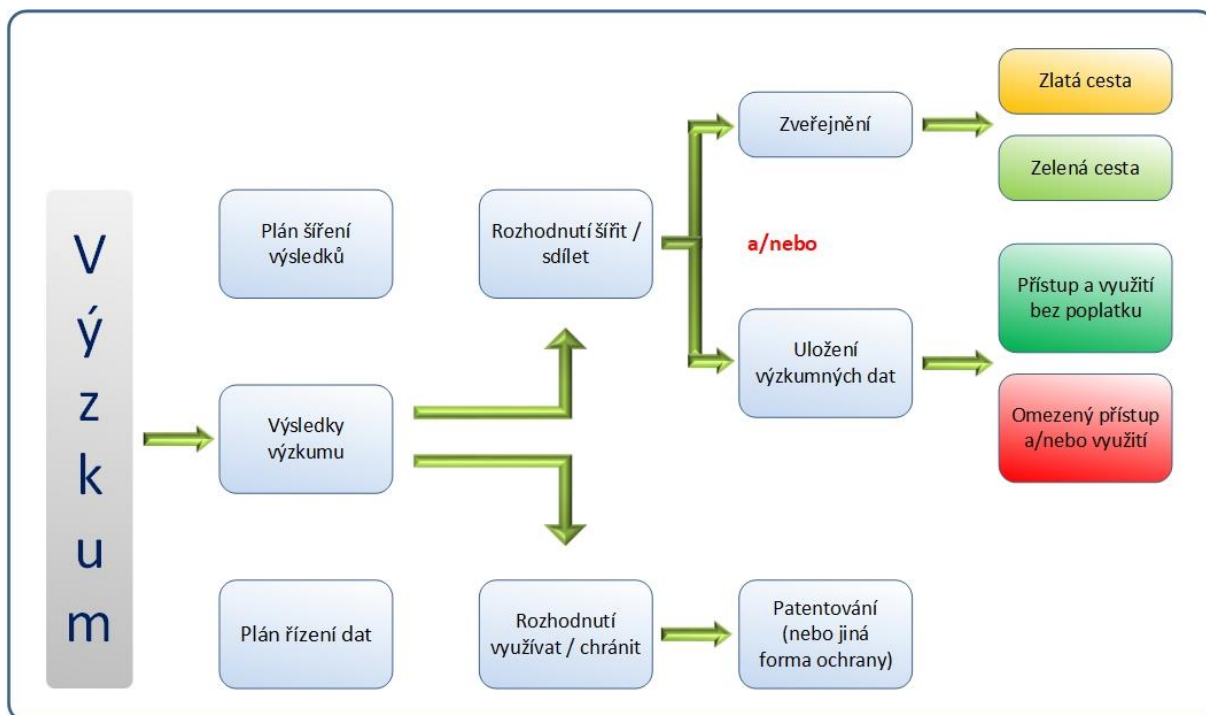 Výzkum
Plán šíření
výsledků
Výsledky
výzkumu
Plán řízení dat
Rozhodnutí šířit /
sdílet
Rozhodnutí
využívat / chránit
Zveřejnění
a/nebo
Uložení
výzkumných dat
Patentování
(nebo jiná
forma ochrany)
Zlatá cesta
Zelená cesta
Přístup a využití
bez poplatku
Omezený přístup
a/nebo využití